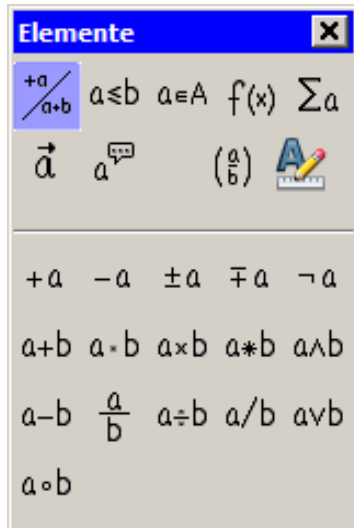 Elemente
+a/a+b a≤b a∈A f(x) Σa
a⃗ a (a/b) A
+a −a ±a ∓a ¬a
a+b a·b a×b a∗b a∧b
a−b a/b a÷b a/b a∨b
a∘b